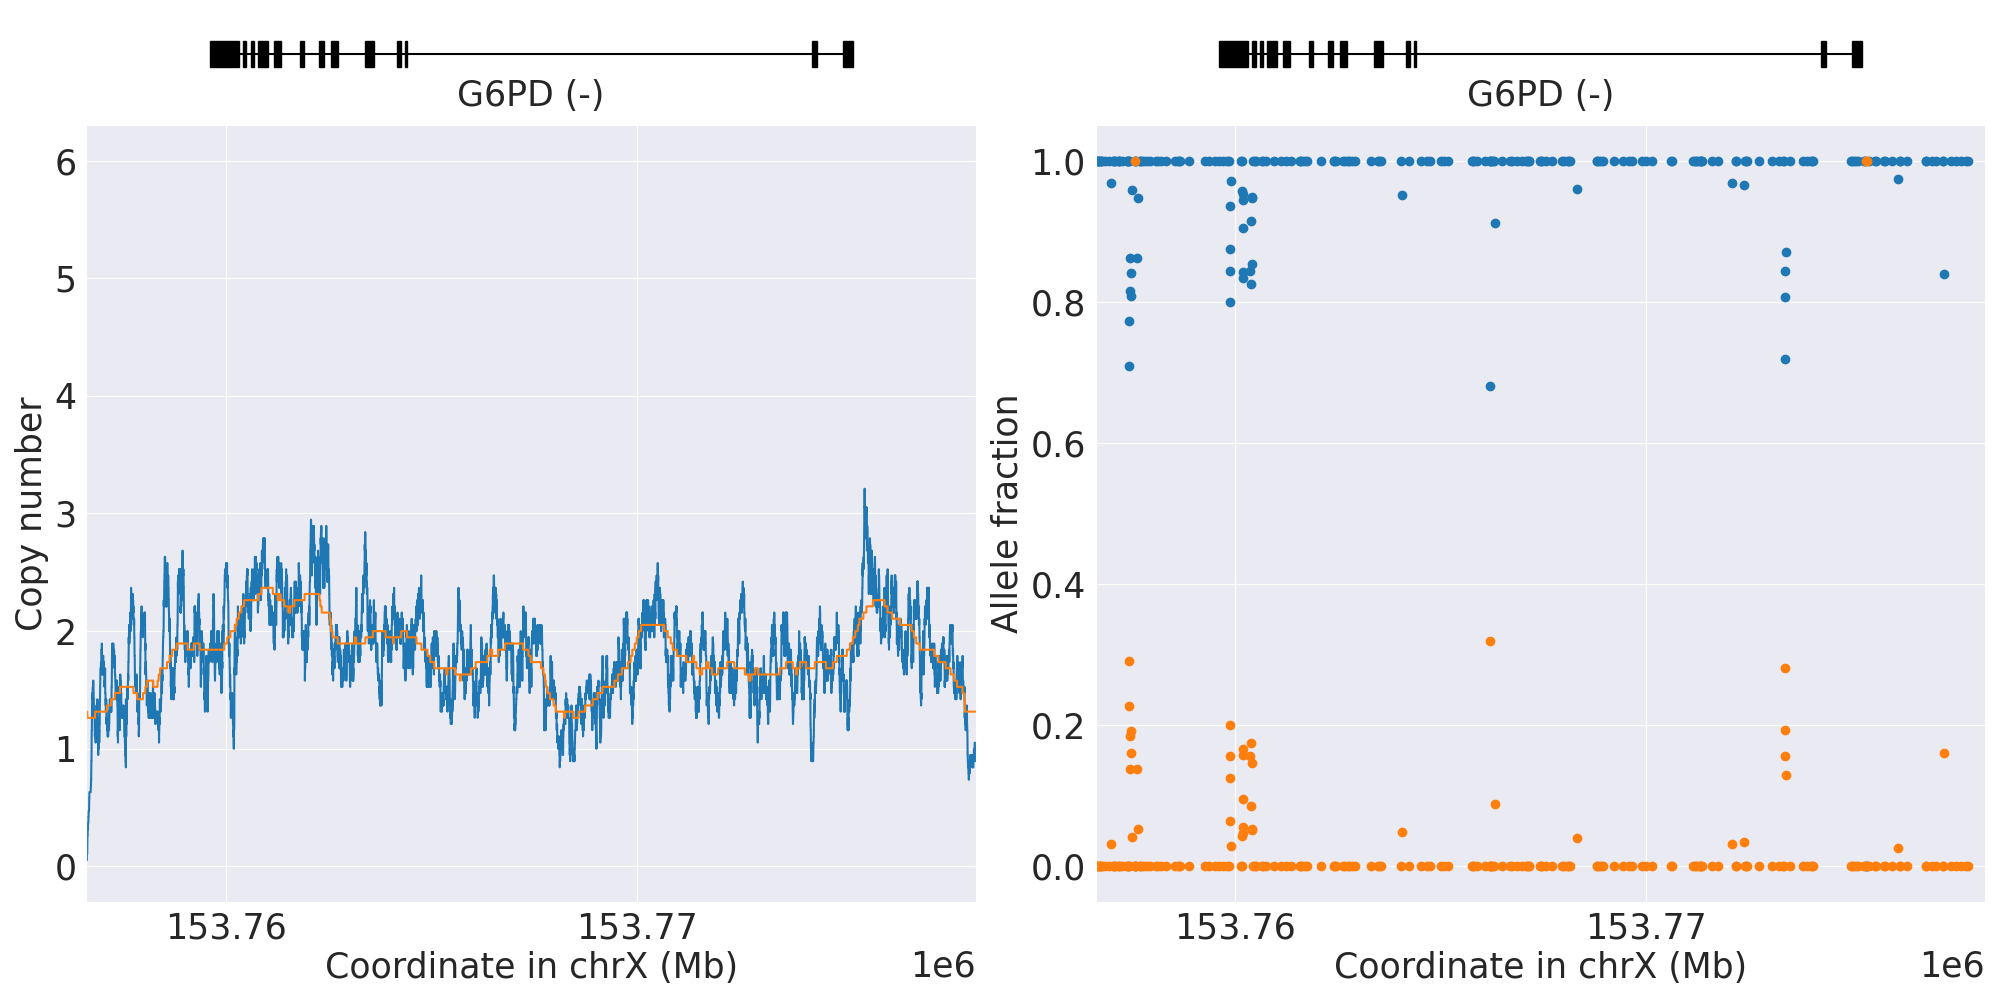 G6PD (-)
6
5
4
3
2
1
0
Copy number
153.76
153.77
Coordinate in chrX (Mb)
1e6
G6PD (-)
1.0
0.8
0.6
0.4
0.2
0.0
Allele fraction
153.76
153.77
Coordinate in chrX (Mb)
1e6